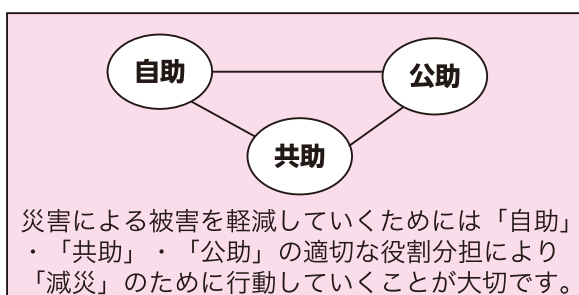 自助
公助
共助
災害による被害を軽減していくためには「自助」
・「共助」・「公助」の適切な役割分担により
「減災」のために行動していくことが大切です。